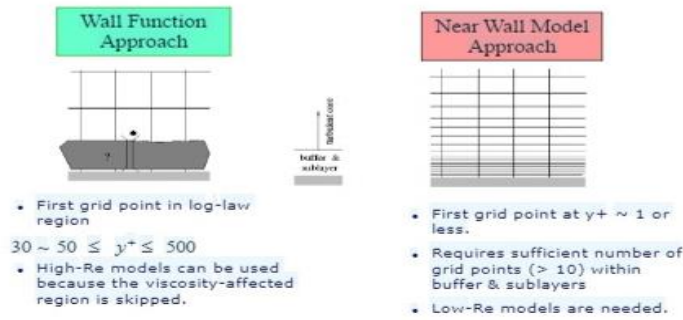 Wall Function
Approach
?
turbulent core
buffer &
sublayer
• First grid point in log-law
region
30 ~ 50 ≤ y⁺ ≤ 500
• High-Re models can be used
because the viscosity-affected
region is skipped.
Near Wall Model
Approach
• First grid point at y+ ~ 1 or
less.
• Requires sufficient number of
grid points (> 10) within
buffer & sublayers
• Low-Re models are needed.